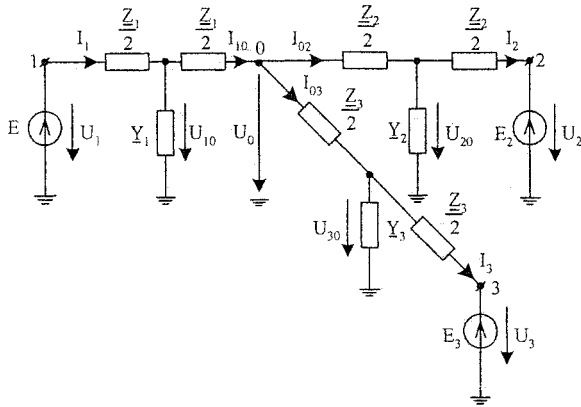 Z₁ Z₁ Z₂ Z₂
1 I₁ 2 2 I₁₀ 0 I₀₂ 2 2 I₂ 2
I₀₃ Z₃
2
E U₁ Y₁ U₁₀ U₀ Y₂ U₂₀ E₂ U₂
Z₃
2
U₃₀ Y₃ I₃
3
E₃ U₃